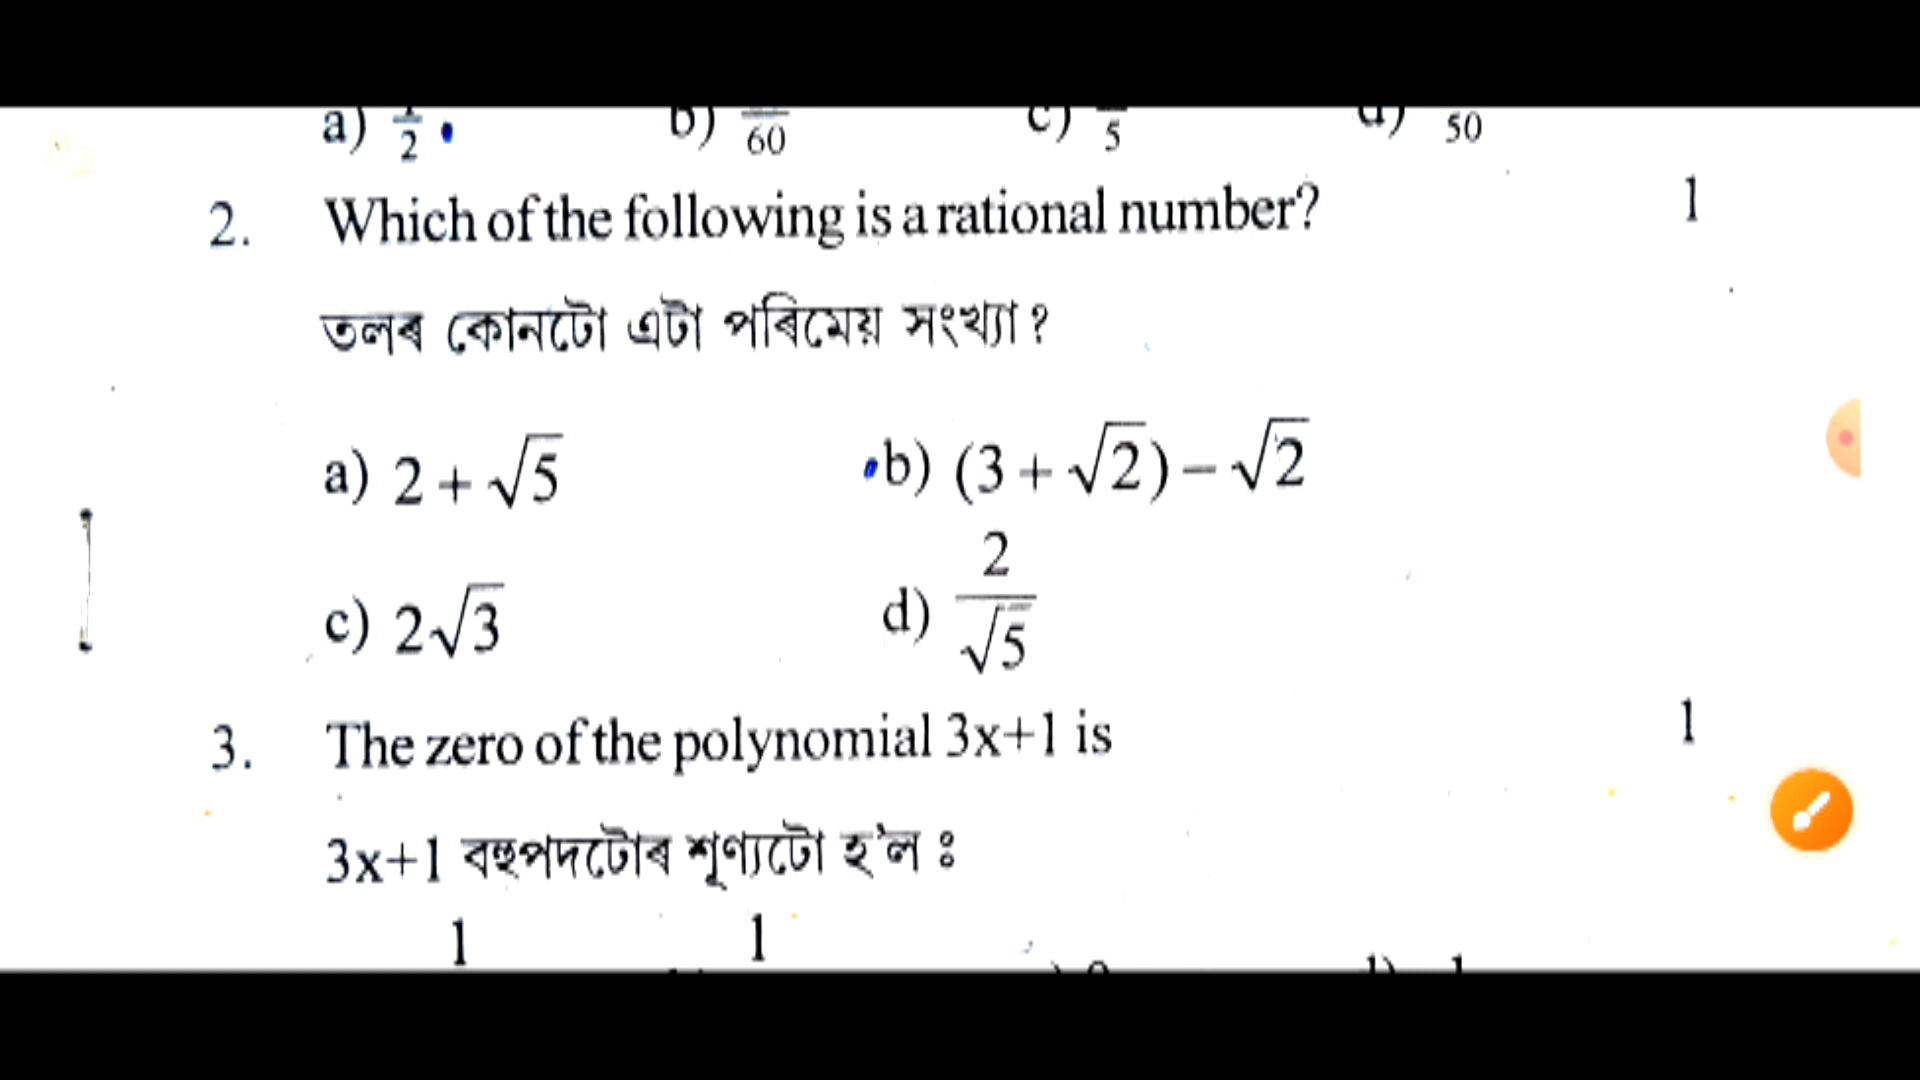 a) 1/2 b) 60 c) 5 d) 50
2. Which of the following is a rational number? 1
তলৰ কোনটো এটা পৰিমেয় সংখ্যা ?
a) 2 + √5 b) (3 + √2) – √2
c) 2√3 d) 2/√5
3. The zero of the polynomial 3x+1 is 1
3x+1 বহুপদটোৰ শূণ্যটো হ'ল ঃ
1 1